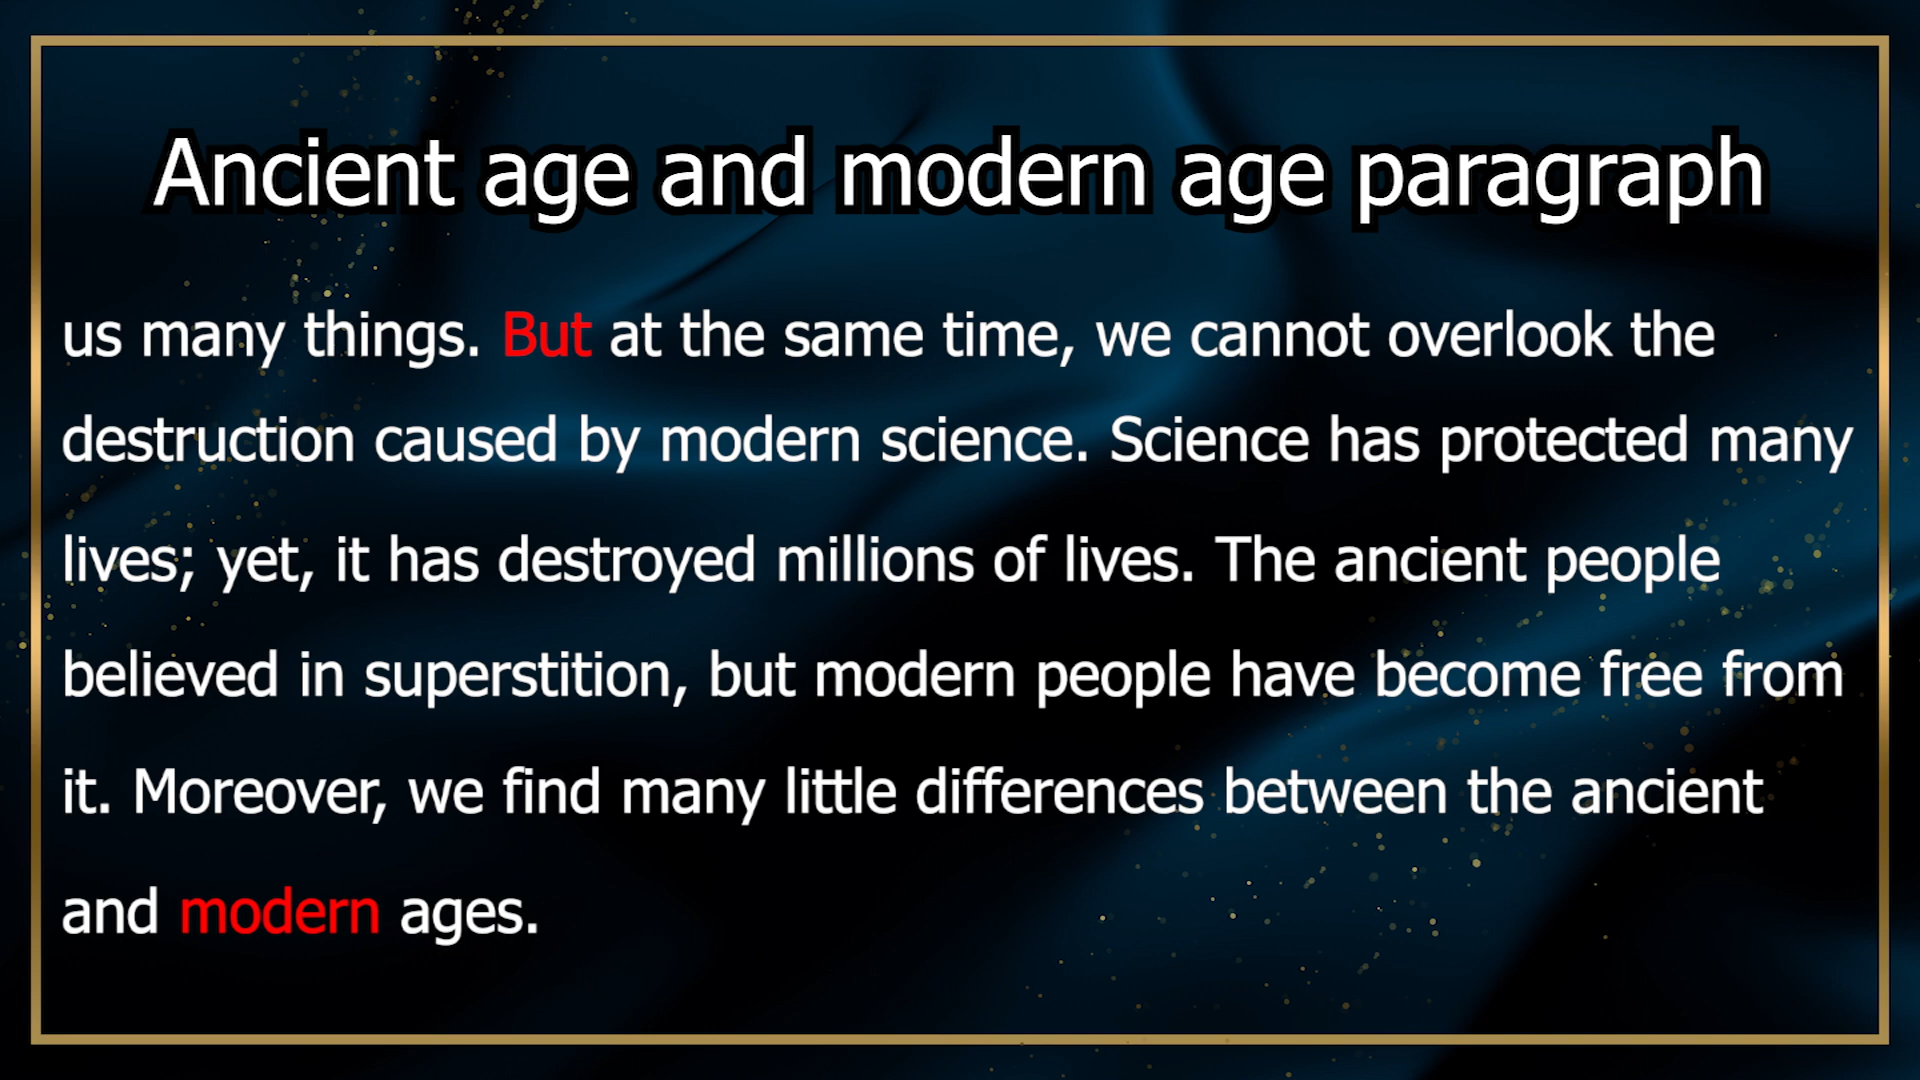 Ancient age and modern age paragraph
us many things. But at the same time, we cannot overlook the
destruction caused by modern science. Science has protected many
lives; yet, it has destroyed millions of lives. The ancient people
believed in superstition, but modern people have become free from
it. Moreover, we find many little differences between the ancient
and modern ages.